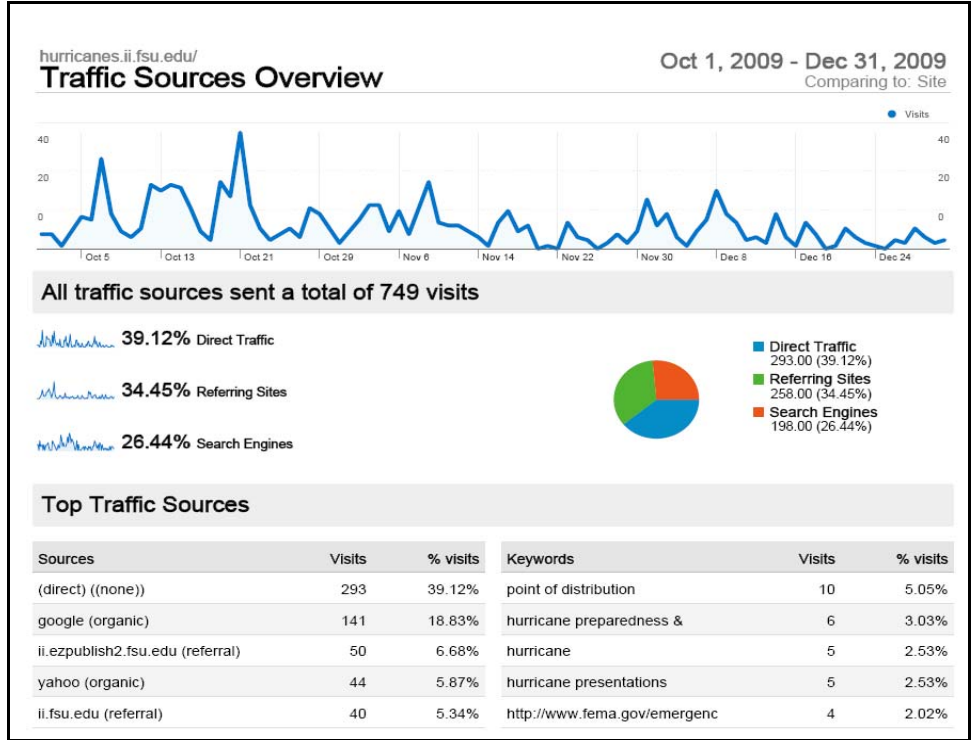 hurricanes.ii.fsu.edu/
Traffic Sources Overview
Oct 1, 2009 - Dec 31, 2009
Comparing to: Site
Visits
40 40
20 20
0 0
Oct 5 Oct 13 Oct 21 Oct 29 Nov 6 Nov 14 Nov 22 Nov 30 Dec 8 Dec 16 Dec 24
All traffic sources sent a total of 749 visits
39.12% Direct Traffic
34.45% Referring Sites
26.44% Search Engines
Direct Traffic
293.00 (39.12%)
Referring Sites
258.00 (34.45%)
Search Engines
198.00 (26.44%)
Top Traffic Sources
Sources Visits % visits
(direct) ((none)) 293 39.12%
google (organic) 141 18.83%
ii.ezpublish2.fsu.edu (referral) 50 6.68%
yahoo (organic) 44 5.87%
ii.fsu.edu (referral) 40 5.34%
Keywords Visits % visits
point of distribution 10 5.05%
hurricane preparedness & 6 3.03%
hurricane 5 2.53%
hurricane presentations 5 2.53%
http://www.fema.gov/emergenc 4 2.02%